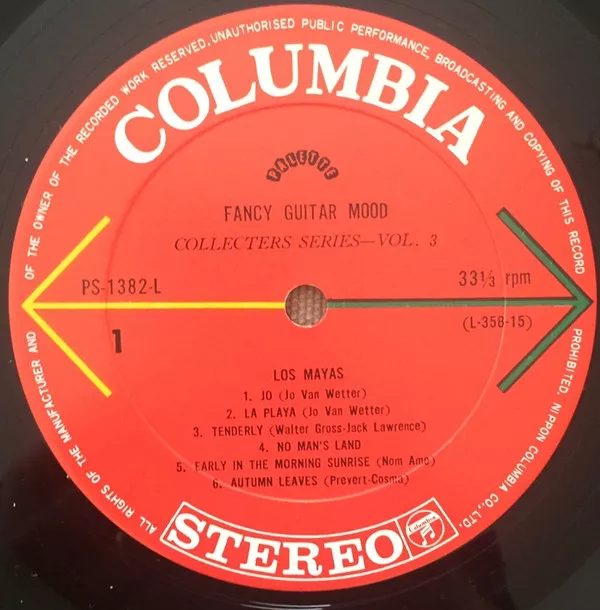 ALL RIGHTS OF THE MANUFACTURER AND OF THE OWNER OF THE RECORDED WORK RESERVED. UNAUTHORISED PUBLIC PERFORMANCE, BROADCASTING AND COPYING OF THIS RECORD PROHIBITED. NIPPON COLUMBIA CO., LTD.
COLUMBIA
PALETTE
FANCY GUITAR MOOD
COLLECTERS SERIES—VOL. 3
PS-1382-L
33⅓ rpm
1
(L-358-15)
LOS MAYAS
1. JO (Jo Van Wetter)
2. LA PLAYA (Jo Van Wetter)
3. TENDERLY (Walter Gross-Jack Lawrence)
4. NO MAN'S LAND
5. EARLY IN THE MORNING SUNRISE (Nom Amo)
6. AUTUMN LEAVES (Prevert-Cosma)
STEREO
Columbia